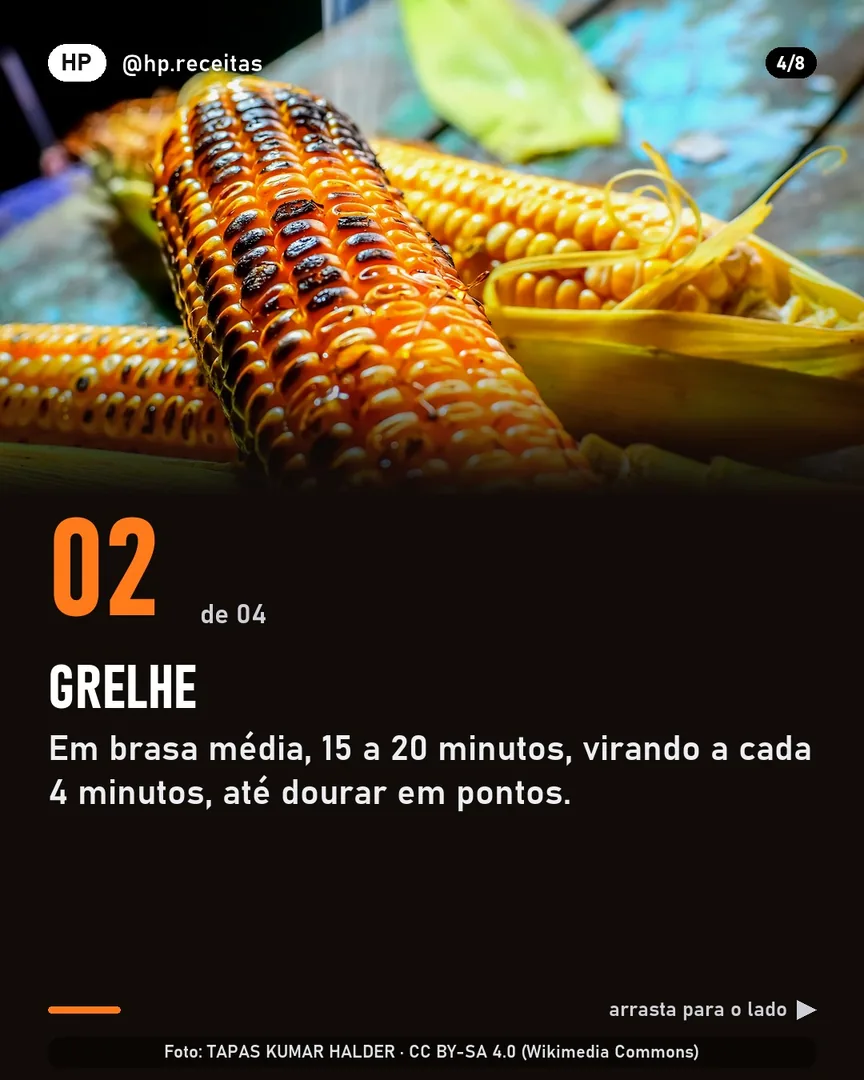 HP @hp.receitas 4/8
02 de 04
GRELHE
Em brasa média, 15 a 20 minutos, virando a cada
4 minutos, até dourar em pontos.
arrasta para o lado ▶
Foto: TAPAS KUMAR HALDER · CC BY-SA 4.0 (Wikimedia Commons)